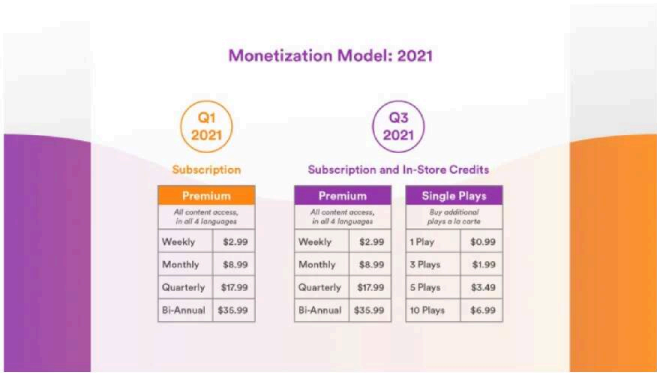 Monetization Model: 2021
Q1
2021
Subscription
Premium
All content access,
in all 4 languages
Weekly $2.99
Monthly $8.99
Quarterly $17.99
Bi-Annual $35.99
Q3
2021
Subscription and In-Store Credits
Premium
All content access,
in all 4 languages
Weekly $2.99
Monthly $8.99
Quarterly $17.99
Bi-Annual $35.99
Single Plays
Buy additional
plays a la carte
1 Play $0.99
3 Plays $1.99
5 Plays $3.49
10 Plays $6.99